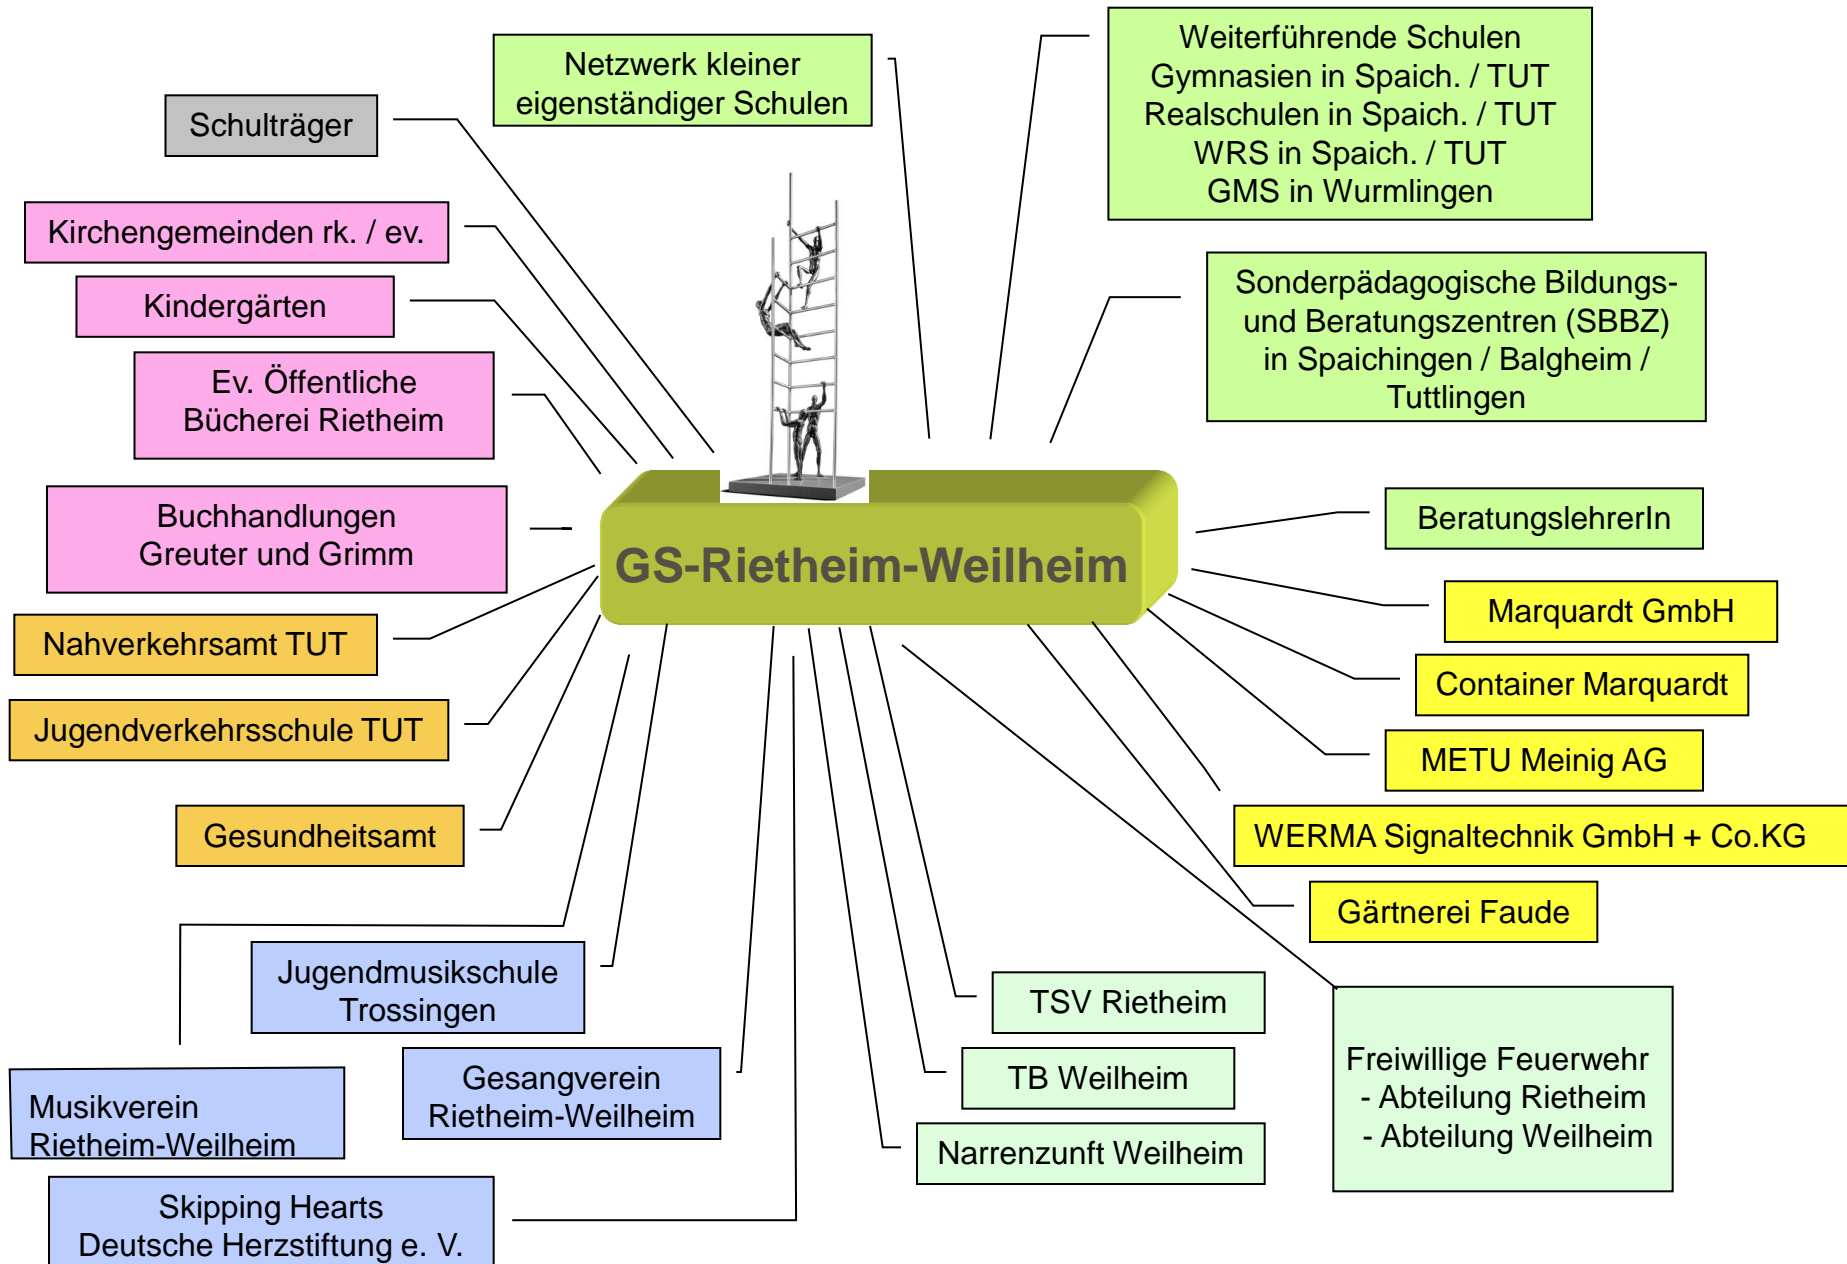 Netzwerk kleiner
eigenständiger Schulen
Weiterführende Schulen
Gymnasien in Spaich. / TUT
Realschulen in Spaich. / TUT
WRS in Spaich. / TUT
GMS in Wurmlingen
Schulträger
Kirchengemeinden rk. / ev.
Kindergärten
Ev. Öffentliche
Bücherei Rietheim
Buchhandlungen
Greuter und Grimm
Sonderpädagogische Bildungs-
und Beratungszentren (SBBZ)
in Spaichingen / Balgheim /
Tuttlingen
BeratungslehrerIn
GS-Rietheim-Weilheim
Marquardt GmbH
Container Marquardt
METU Meinig AG
WERMA Signaltechnik GmbH + Co.KG
Gärtnerei Faude
Nahverkehrsamt TUT
Jugendverkehrsschule TUT
Gesundheitsamt
Jugendmusikschule
Trossingen
Gesangverein
Rietheim-Weilheim
Musikverein
Rietheim-Weilheim
Skipping Hearts
Deutsche Herzstiftung e. V.
TSV Rietheim
TB Weilheim
Narrenzunft Weilheim
Freiwillige Feuerwehr
- Abteilung Rietheim
- Abteilung Weilheim